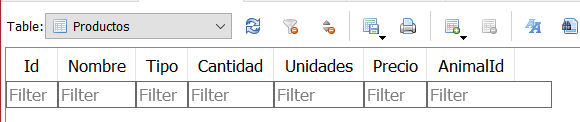 Table: Productos
Id Nombre Tipo Cantidad Unidades Precio AnimalId
Filter Filter Filter Filter Filter Filter Filter